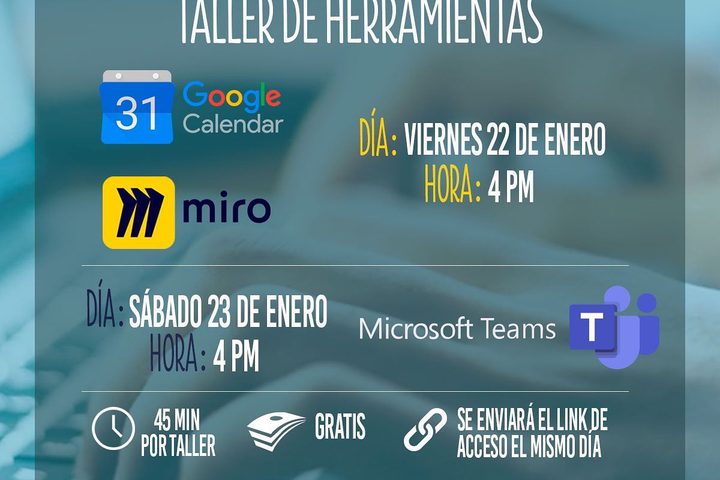 TALLER DE HERRAMIENTAS
31
Google
Calendar
DÍA: VIERNES 22 DE ENERO
HORA: 4 PM
miro
DÍA: SÁBADO 23 DE ENERO
HORA: 4 PM
Microsoft Teams
T
45 MIN
POR TALLER
GRATIS
SE ENVIARÁ EL LINK DE
ACCESO EL MISMO DÍA